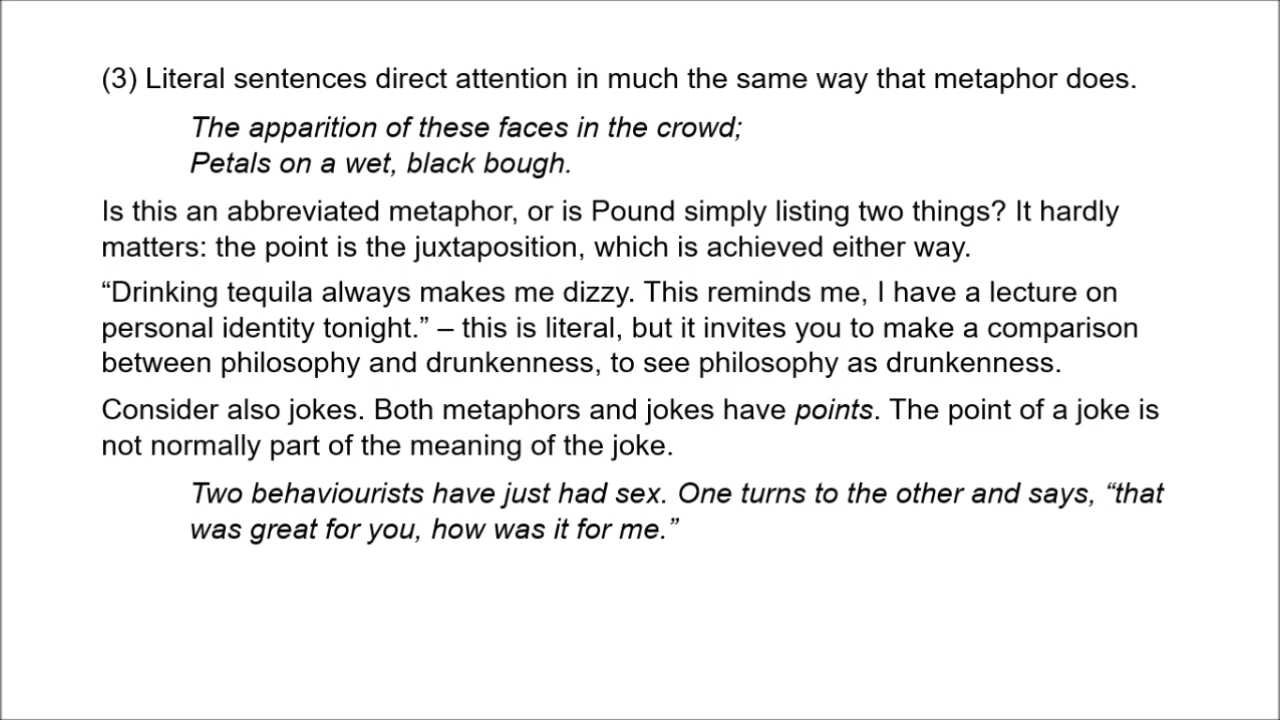 (3) Literal sentences direct attention in much the same way that metaphor does.
The apparition of these faces in the crowd;
Petals on a wet, black bough.
Is this an abbreviated metaphor, or is Pound simply listing two things? It hardly
matters: the point is the juxtaposition, which is achieved either way.
“Drinking tequila always makes me dizzy. This reminds me, I have a lecture on
personal identity tonight.” – this is literal, but it invites you to make a comparison
between philosophy and drunkenness, to see philosophy as drunkenness.
Consider also jokes. Both metaphors and jokes have points. The point of a joke is
not normally part of the meaning of the joke.
Two behaviourists have just had sex. One turns to the other and says, “that
was great for you, how was it for me.”